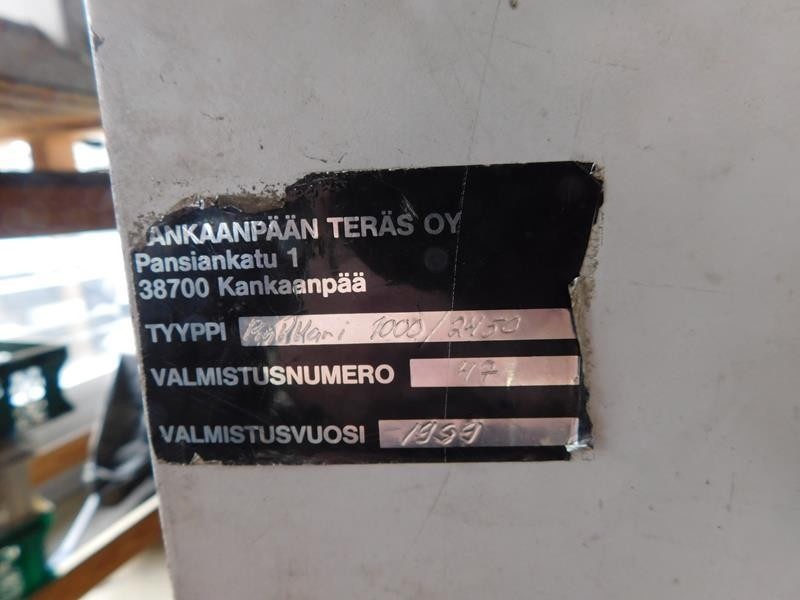 ANKAANPÄÄN TERÄS OY
Pansiankatu 1
38700 Kankaanpää
TYYPPI 1000/2450
VALMISTUSNUMERO 47
VALMISTUSVUOSI 1999